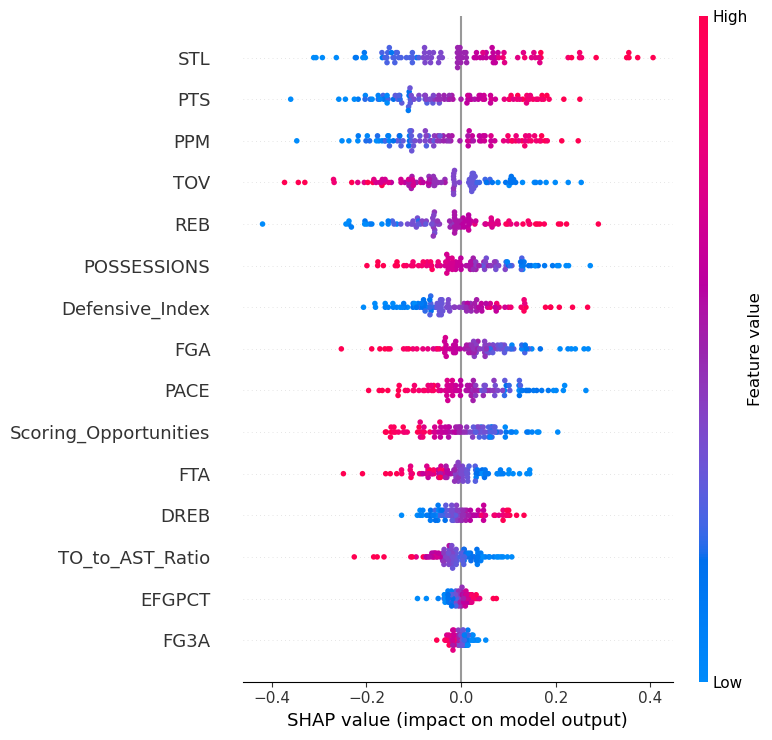 High
STL
PTS
PPM
TOV
REB
POSSESSIONS
Defensive_Index
FGA
PACE
Scoring_Opportunities
FTA
DREB
TO_to_AST_Ratio
EFGPCT
FG3A
Feature value
Low
−0.4 −0.2 0.0 0.2 0.4
SHAP value (impact on model output)